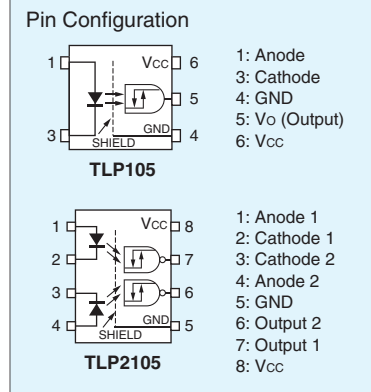 Pin Configuration
1
VCC
6
5
3
GND
4
SHIELD
TLP105
1: Anode
3: Cathode
4: GND
5: VO (Output)
6: VCC
1
VCC
8
2
7
3
6
4
GND
5
SHIELD
TLP2105
1: Anode 1
2: Cathode 1
3: Cathode 2
4: Anode 2
5: GND
6: Output 2
7: Output 1
8: VCC